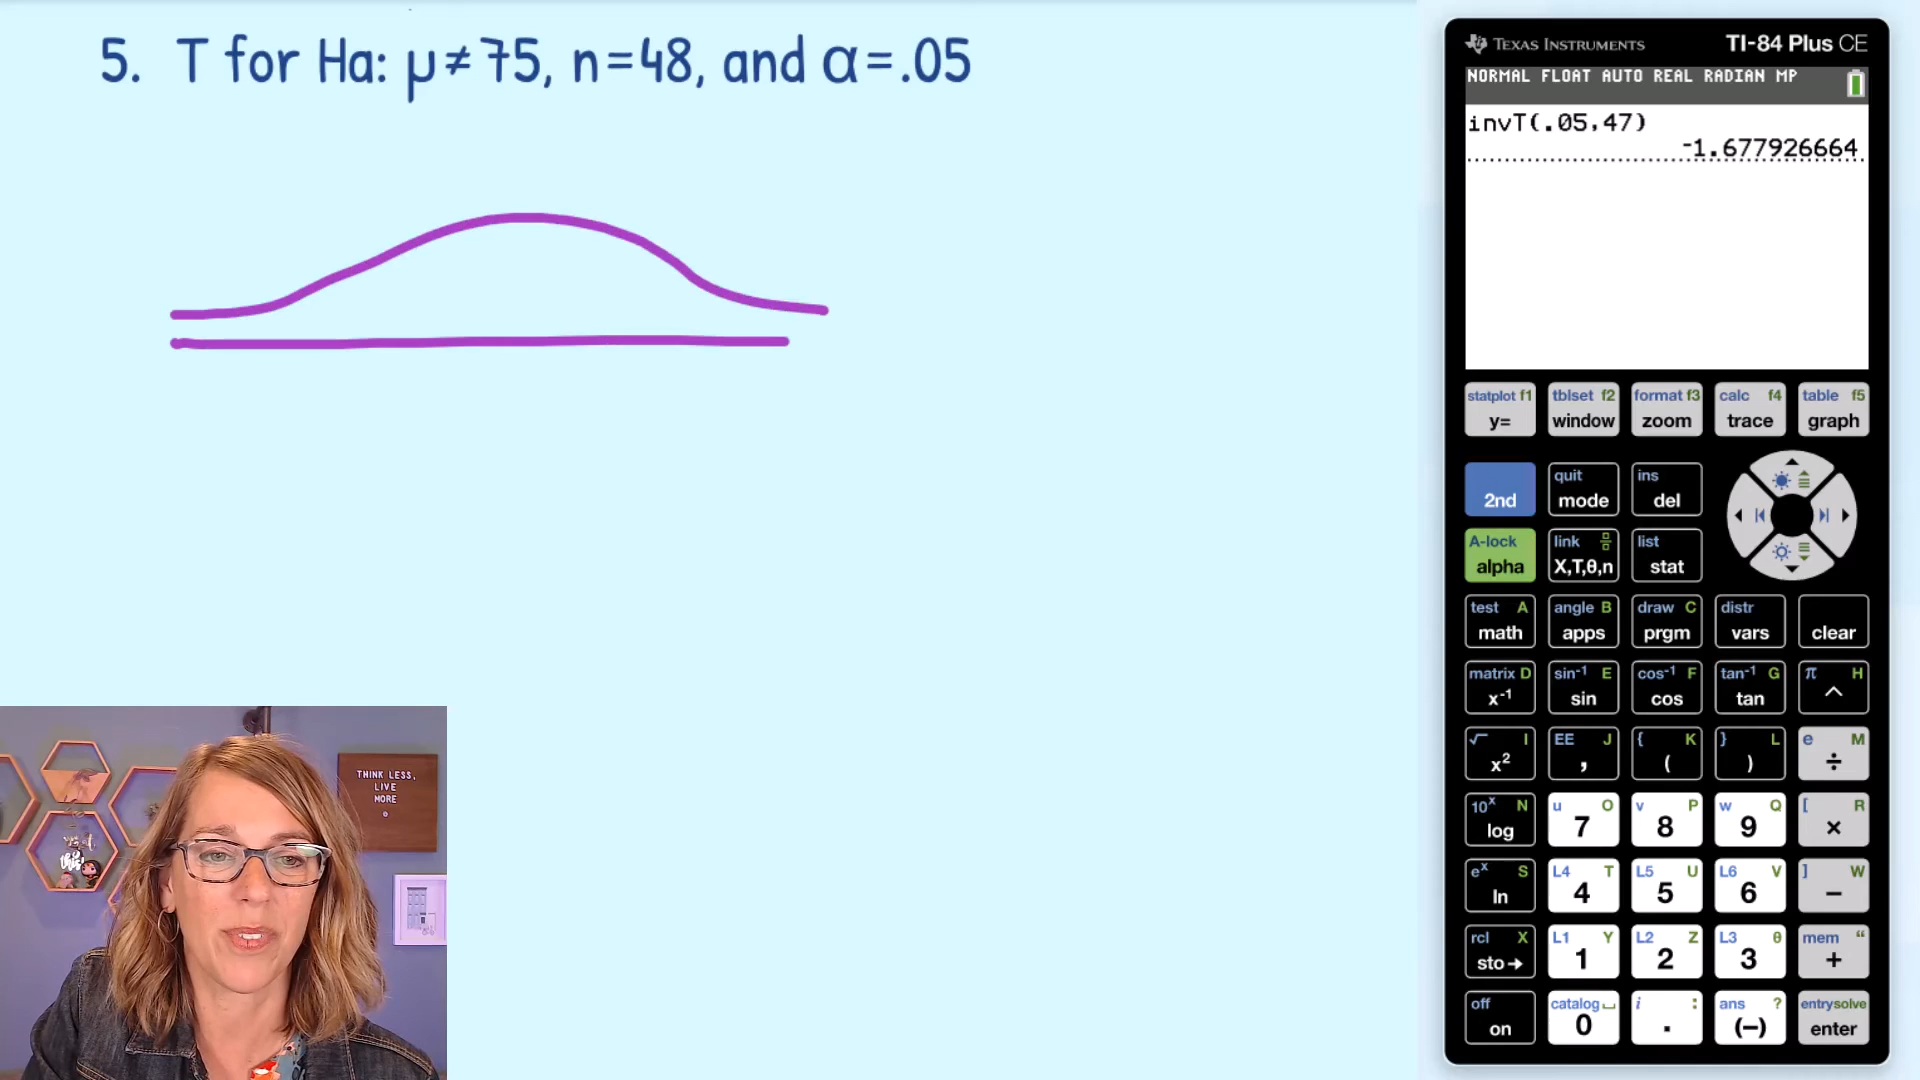 5. T for Ha: μ≠75, n=48, and α=.05
TEXAS INSTRUMENTS TI-84 Plus CE
NORMAL FLOAT AUTO REAL RADIAN MP
invT(.05,47)
-1.677926664
statplot f1 tblset f2 format f3 calc f4 table f5
y= window zoom trace graph
quit ins
2nd mode del
A-lock link list
alpha X,T,θ,n stat
test A angle B draw C distr
math apps prgm vars clear
matrix D sin⁻¹ E cos⁻¹ F tan⁻¹ G π H
x⁻¹ sin cos tan ^
√ I EE J { K } L e M
x² , ( ) ÷
10ˣ N u O v P w Q [ R
log 7 8 9 ×
eˣ S L4 T L5 U L6 V ] W
ln 4 5 6 −
rcl X L1 Y L2 Z L3 θ mem “
sto→ 1 2 3 +
off catalog i : ans ? entry solve
on 0 . (−) enter
THINK LESS,
LIVE
MORE